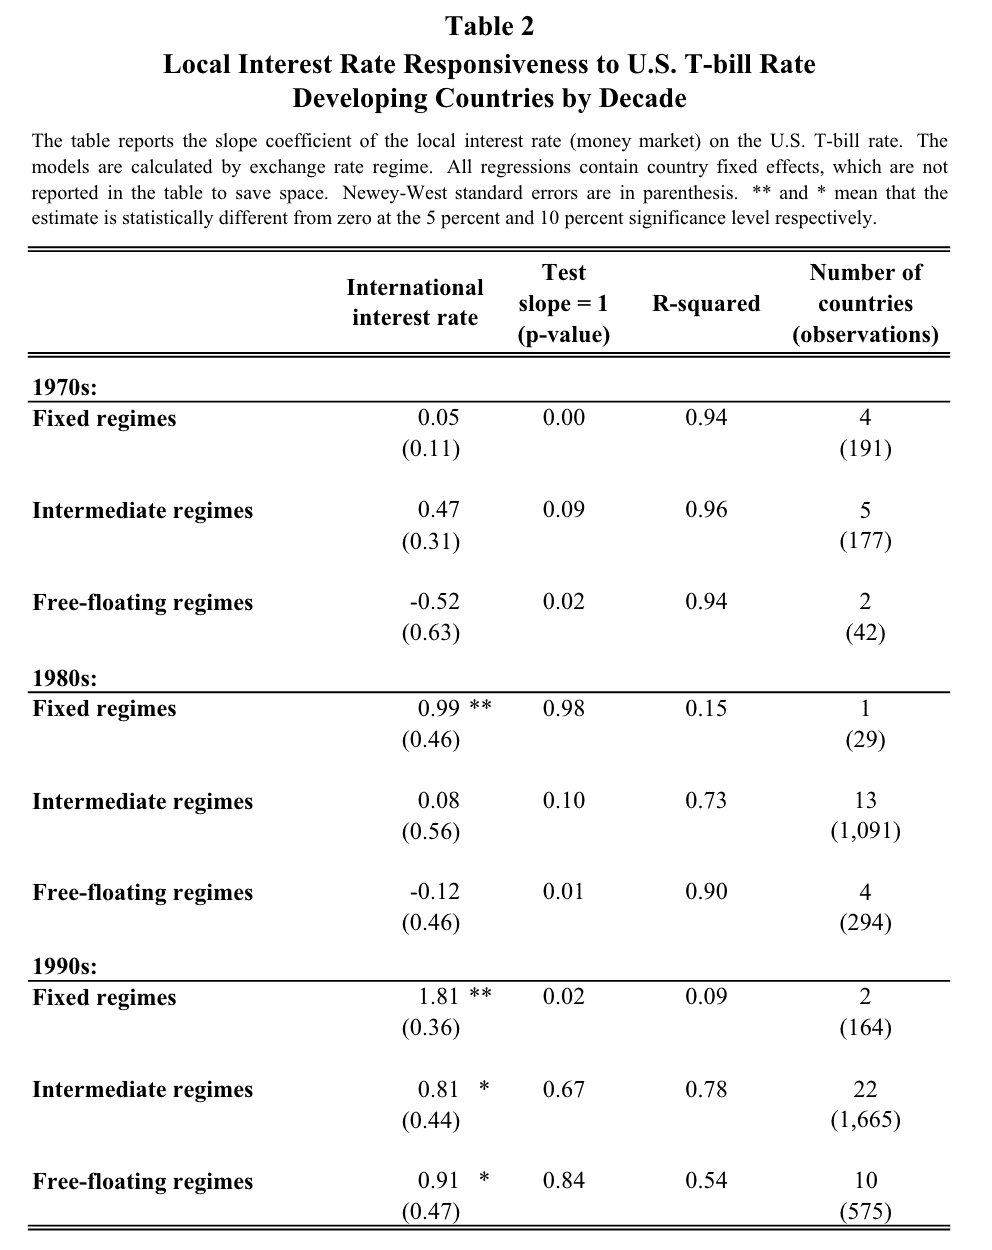 Table 2
Local Interest Rate Responsiveness to U.S. T-bill Rate
Developing Countries by Decade
The table reports the slope coefficient of the local interest rate (money market) on the U.S. T-bill rate. The
models are calculated by exchange rate regime. All regressions contain country fixed effects, which are not
reported in the table to save space. Newey-West standard errors are in parenthesis. ** and * mean that the
estimate is statistically different from zero at the 5 percent and 10 percent significance level respectively.
International interest rate Test slope = 1 (p-value) R-squared Number of countries (observations)
1970s:
Fixed regimes 0.05 0.00 0.94 4
(0.11) (191)
Intermediate regimes 0.47 0.09 0.96 5
(0.31) (177)
Free-floating regimes -0.52 0.02 0.94 2
(0.63) (42)
1980s:
Fixed regimes 0.99 ** 0.98 0.15 1
(0.46) (29)
Intermediate regimes 0.08 0.10 0.73 13
(0.56) (1,091)
Free-floating regimes -0.12 0.01 0.90 4
(0.46) (294)
1990s:
Fixed regimes 1.81 ** 0.02 0.09 2
(0.36) (164)
Intermediate regimes 0.81 * 0.67 0.78 22
(0.44) (1,665)
Free-floating regimes 0.91 * 0.84 0.54 10
(0.47) (575)